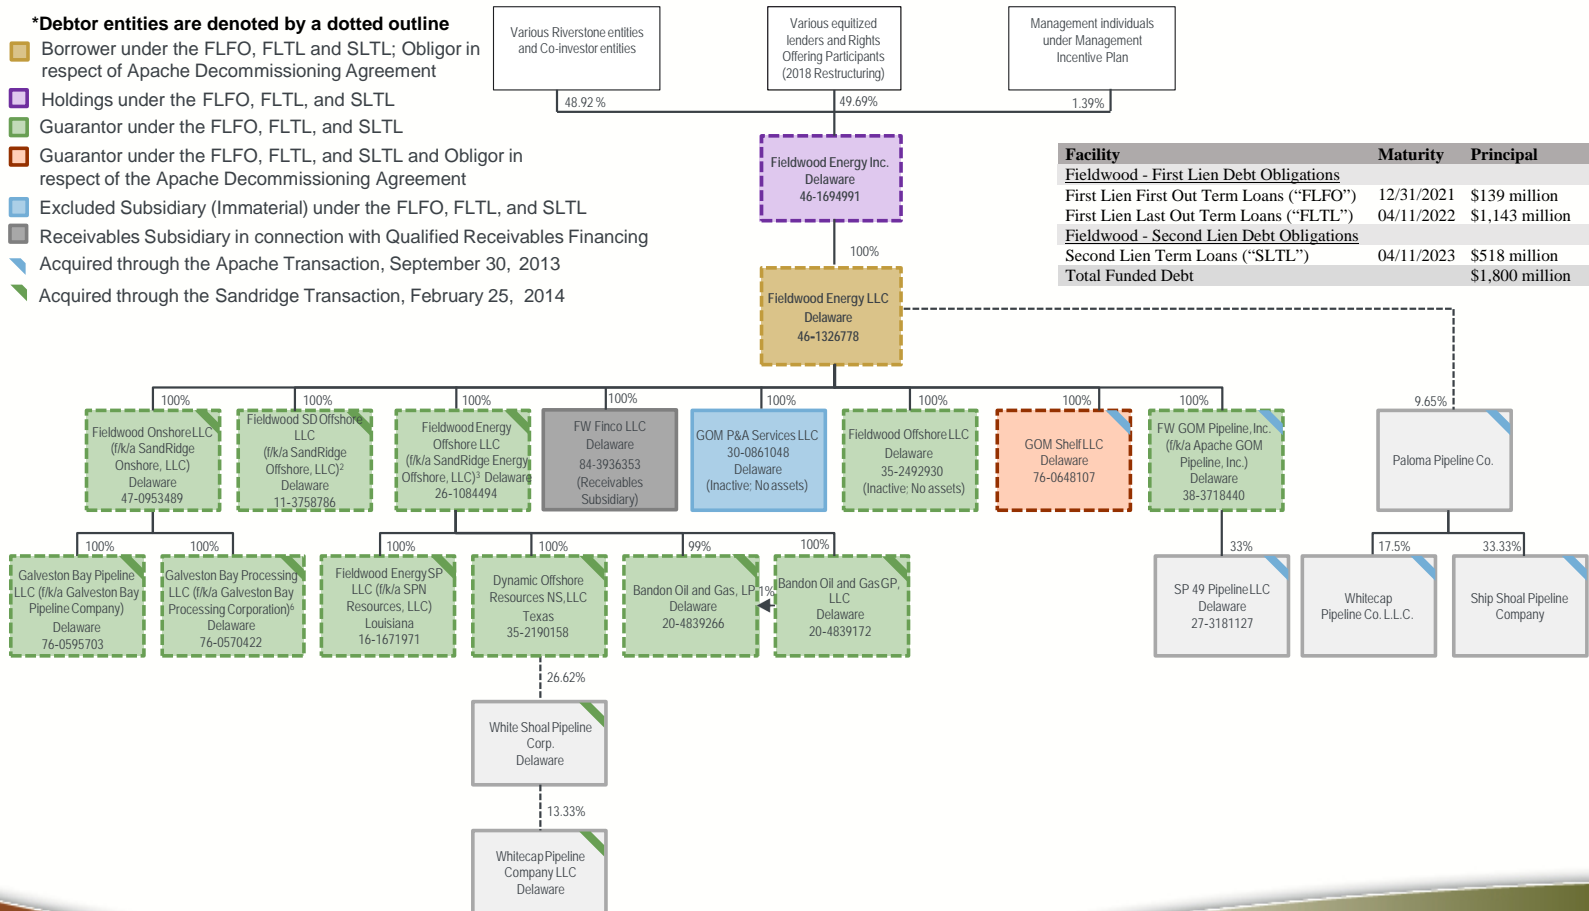 *Debtor entities are denoted by a dotted outline
Borrower under the FLFO, FLTL and SLTL; Obligor in
respect of Apache Decommissioning Agreement
Holdings under the FLFO, FLTL, and SLTL
Guarantor under the FLFO, FLTL, and SLTL
Guarantor under the FLFO, FLTL, and SLTL and Obligor in
respect of the Apache Decommissioning Agreement
Excluded Subsidiary (Immaterial) under the FLFO, FLTL, and SLTL
Receivables Subsidiary in connection with Qualified Receivables Financing
Acquired through the Apache Transaction, September 30, 2013
Acquired through the Sandridge Transaction, February 25, 2014
Various Riverstone entities
and Co-investor entities
Various equitized
lenders and Rights
Offering Participants
(2018 Restructuring)
Management individuals
under Management
Incentive Plan
48.92 %
49.69%
1.39%
Fieldwood Energy Inc.
Delaware
46-1694991
100%
Facility Maturity Principal
Fieldwood - First Lien Debt Obligations
First Lien First Out Term Loans (“FLFO”) 12/31/2021 $139 million
First Lien Last Out Term Loans (“FLTL”) 04/11/2022 $1,143 million
Fieldwood - Second Lien Debt Obligations
Second Lien Term Loans (“SLTL”) 04/11/2023 $518 million
Total Funded Debt $1,800 million
Fieldwood Energy LLC
Delaware
46-1326778
100%
Fieldwood Onshore LLC
(f/k/a SandRidge
Onshore, LLC)
Delaware
47-0953489
100%
Fieldwood SD Offshore
LLC
(f/k/a SandRidge
Offshore, LLC)2
Delaware
11-3758786
100%
Fieldwood Energy
Offshore LLC
(f/k/a SandRidge Energy
Offshore, LLC)3 Delaware
26-1084494
100%
FW Finco LLC
Delaware
84-3936353
(Receivables
Subsidiary)
100%
GOM P&A Services LLC
30-0861048
Delaware
(Inactive; No assets)
100%
Fieldwood Offshore LLC
Delaware
35-2492930
(Inactive; No assets)
100%
GOM Shelf LLC
Delaware
76-0648107
100%
FW GOM Pipeline, Inc.
(f/k/a Apache GOM
Pipeline, Inc.)
Delaware
38-3718440
9.65%
Paloma Pipeline Co.
100%
Galveston Bay Pipeline
LLC (f/k/a Galveston Bay
Pipeline Company)
Delaware
76-0595703
100%
Galveston Bay Processing
LLC (f/k/a Galveston Bay
Processing Corporation)6
Delaware
76-0570422
100%
Fieldwood Energy SP
LLC (f/k/a SPN
Resources, LLC)
Louisiana
16-1671971
100%
Dynamic Offshore
Resources NS, LLC
Texas
35-2190158
99%
Bandon Oil and Gas, LP
Delaware
20-4839266
1%
100%
Bandon Oil and Gas GP,
LLC
Delaware
20-4839172
33%
SP 49 Pipeline LLC
Delaware
27-3181127
17.5%
Whitecap
Pipeline Co. L.L.C.
33.33%
Ship Shoal Pipeline
Company
26.62%
White Shoal Pipeline
Corp.
Delaware
13.33%
Whitecap Pipeline
Company LLC
Delaware